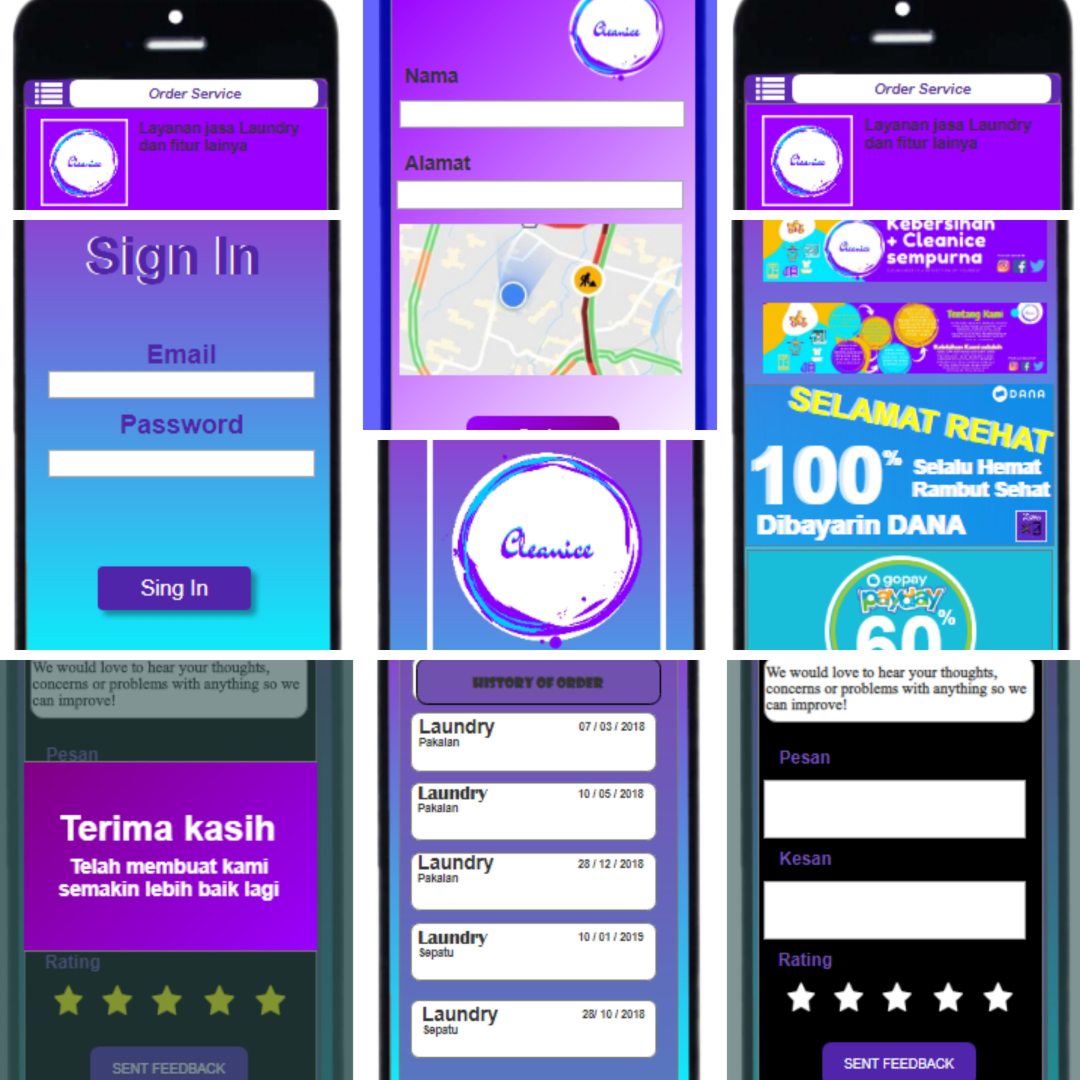 Order Service
Layanan jasa Laundry
dan fitur lainya
Cleanice
Cleanice
Nama
Alamat
Order Service
Layanan jasa Laundry
dan fitur lainya
Cleanice
Sign In
Email
Password
Sing In
Kebersihan
+ Cleanice
sempurna
Cleanice
Tentang Kami
DANA
SELAMAT REHAT
100%
Selalu Hemat
Rambut Sehat
Dibayarin DANA
gopay
payday
60%
Cleanice
We would love to hear your thoughts,
concerns or problems with anything so we
can improve!
Pesan
Terima kasih
Telah membuat kami
semakin lebih baik lagi
Rating
SENT FEEDBACK
HISTORY OF ORDER
Laundry 07 / 03 / 2018
Pakaian
Laundry 10 / 05 / 2018
Pakaian
Laundry 28 / 12 / 2018
Pakaian
Laundry 10 / 01 / 2019
Sepatu
Laundry 28/ 10 / 2018
Sepatu
We would love to hear your thoughts,
concerns or problems with anything so we
can improve!
Pesan
Kesan
Rating
SENT FEEDBACK